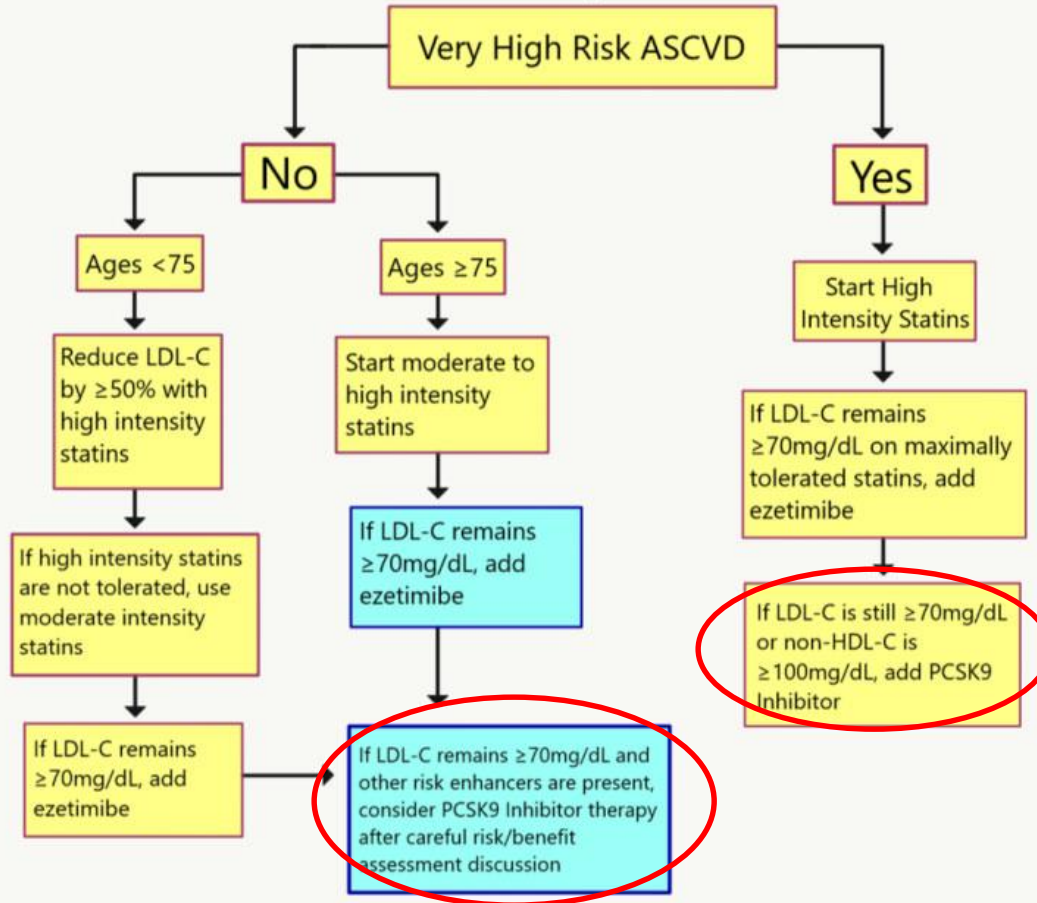 Very High Risk ASCVD
No
Yes
Ages <75
Ages ≥75
Start High
Intensity Statins
Reduce LDL-C
by ≥50% with
high intensity
statins
Start moderate to
high intensity
statins
If LDL-C remains
≥70mg/dL on maximally
tolerated statins, add
ezetimibe
If high intensity statins
are not tolerated, use
moderate intensity
statins
If LDL-C remains
≥70mg/dL, add
ezetimibe
If LDL-C is still ≥70mg/dL
or non-HDL-C is
≥100mg/dL, add PCSK9
Inhibitor
If LDL-C remains
≥70mg/dL, add
ezetimibe
If LDL-C remains ≥70mg/dL and
other risk enhancers are present,
consider PCSK9 Inhibitor therapy
after careful risk/benefit
assessment discussion